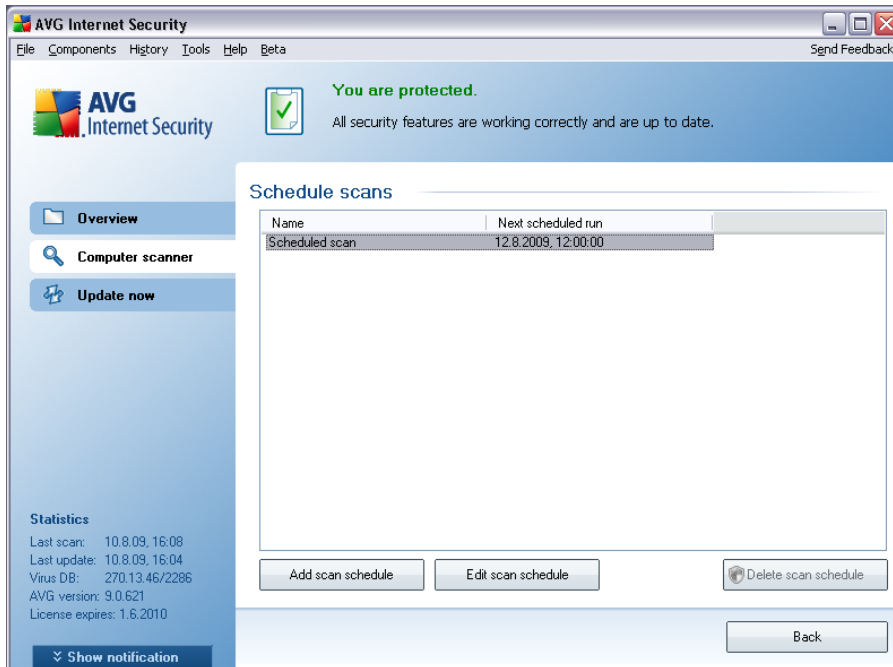 AVG Internet Security
File Components History Tools Help Beta Send Feedback
AVG
Internet Security
You are protected.
All security features are working correctly and are up to date.
Overview
Computer scanner
Update now
Schedule scans
Name Next scheduled run
Scheduled scan 12.8.2009, 12:00:00
Add scan schedule Edit scan schedule Delete scan schedule
Statistics
Last scan: 10.8.09, 16:08
Last update: 10.8.09, 16:04
Virus DB: 270.13.46/2286
AVG version: 9.0.621
License expires: 1.6.2010
Show notification
Back